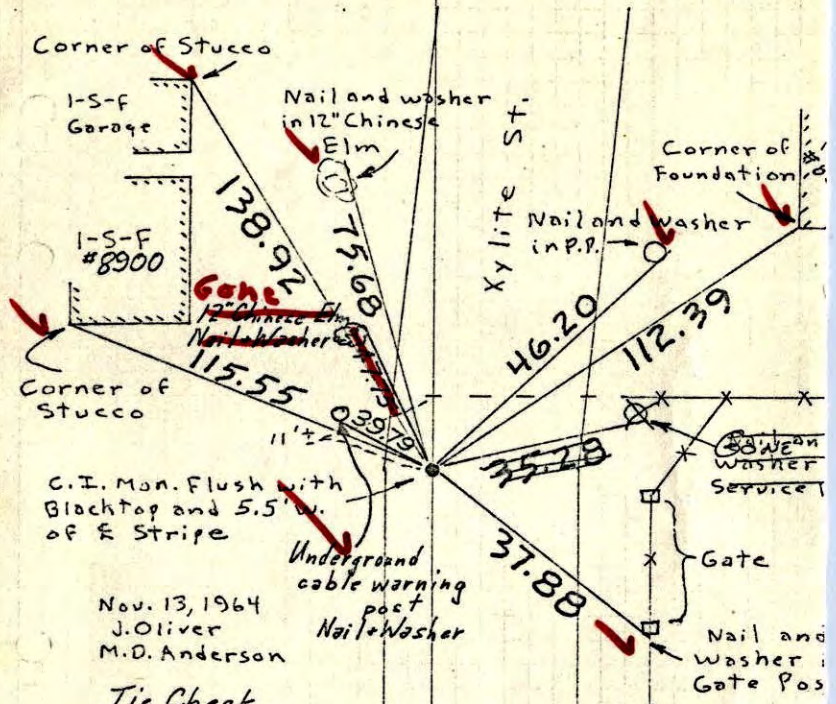 Corner of Stucco
1-S-F
Garage
Nail and washer
in 12" Chinese
Elm
Xylite St.
Corner of
Foundation
138.92
75.68
Nail and washer
in P.P.
1-S-F
#8900
Gone
12" Chinese Elm
Nail+Washer
46.20
112.39
115.55
Corner of
Stucco
39.79
11'±
35.28
GONE
Washer
Service
C.I. Mon. Flush with
Blacktop and 5.5' w.
of ℄ Stripe
37.88
Gate
Underground
cable warning
post
Nail+Washer
Nov. 13, 1964
J. Oliver
M.D. Anderson
Nail and
washer
Gate Pos
Tie Check